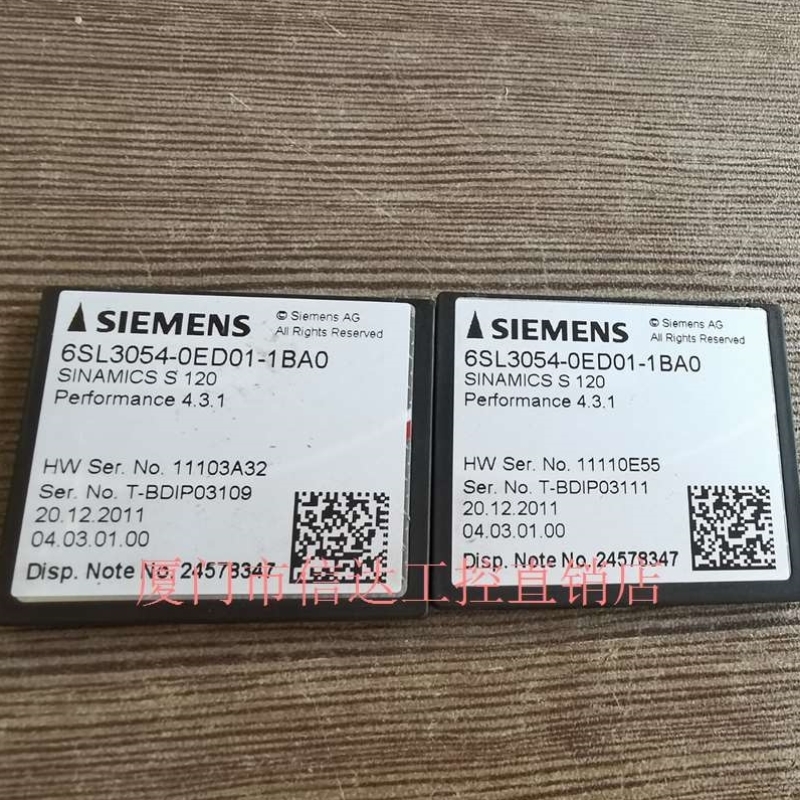 SIEMENS
© Siemens AG
All Rights Reserved
6SL3054-0ED01-1BA0
SINAMICS S 120
Performance 4.3.1
HW Ser. No. 11103A32
Ser. No. T-BDIP03109
20.12.2011
04.03.01.00
Disp. Note No. 24578347
SIEMENS
© Siemens AG
All Rights Reserved
6SL3054-0ED01-1BA0
SINAMICS S 120
Performance 4.3.1
HW Ser. No. 11110E55
Ser. No. T-BDIP03111
20.12.2011
04.03.01.00
Disp. Note No. 24578347
厦门市信达工控直销店